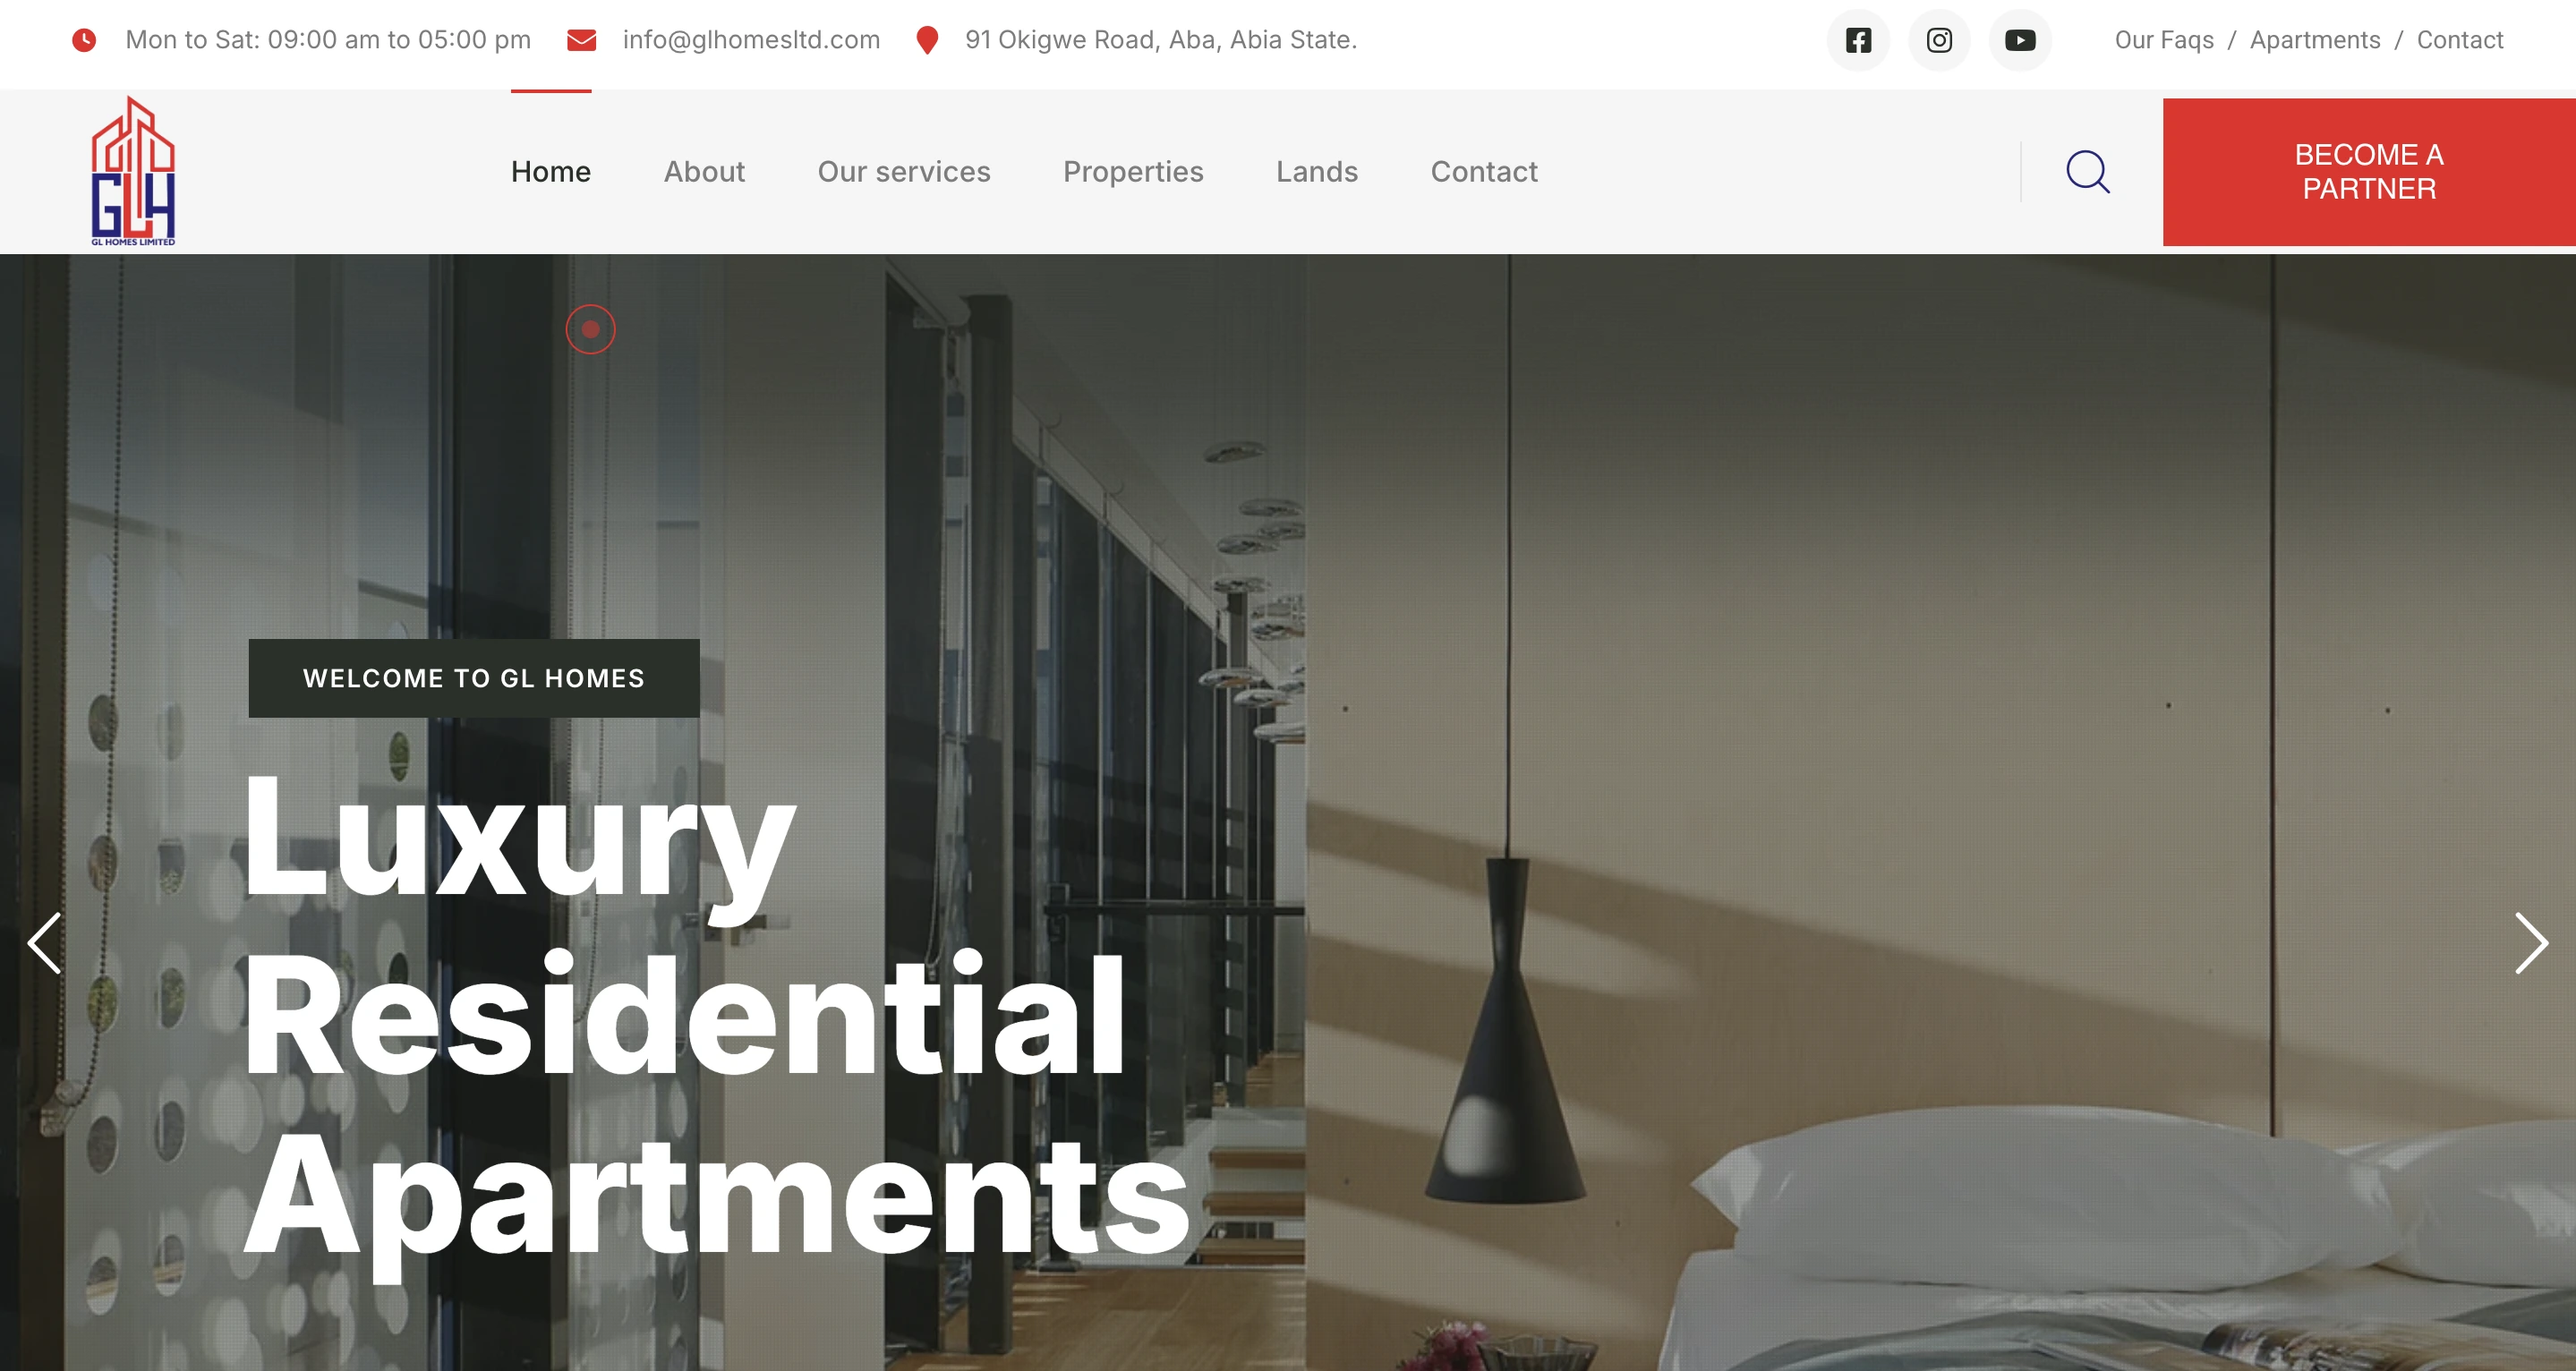 Mon to Sat: 09:00 am to 05:00 pm
info@glhomesltd.com
91 Okigwe Road, Aba, Abia State.
Our Faqs / Apartments / Contact
GLH
GL HOMES LIMITED
Home
About
Our services
Properties
Lands
Contact
BECOME A
PARTNER
WELCOME TO GL HOMES
Luxury
Residential
Apartments